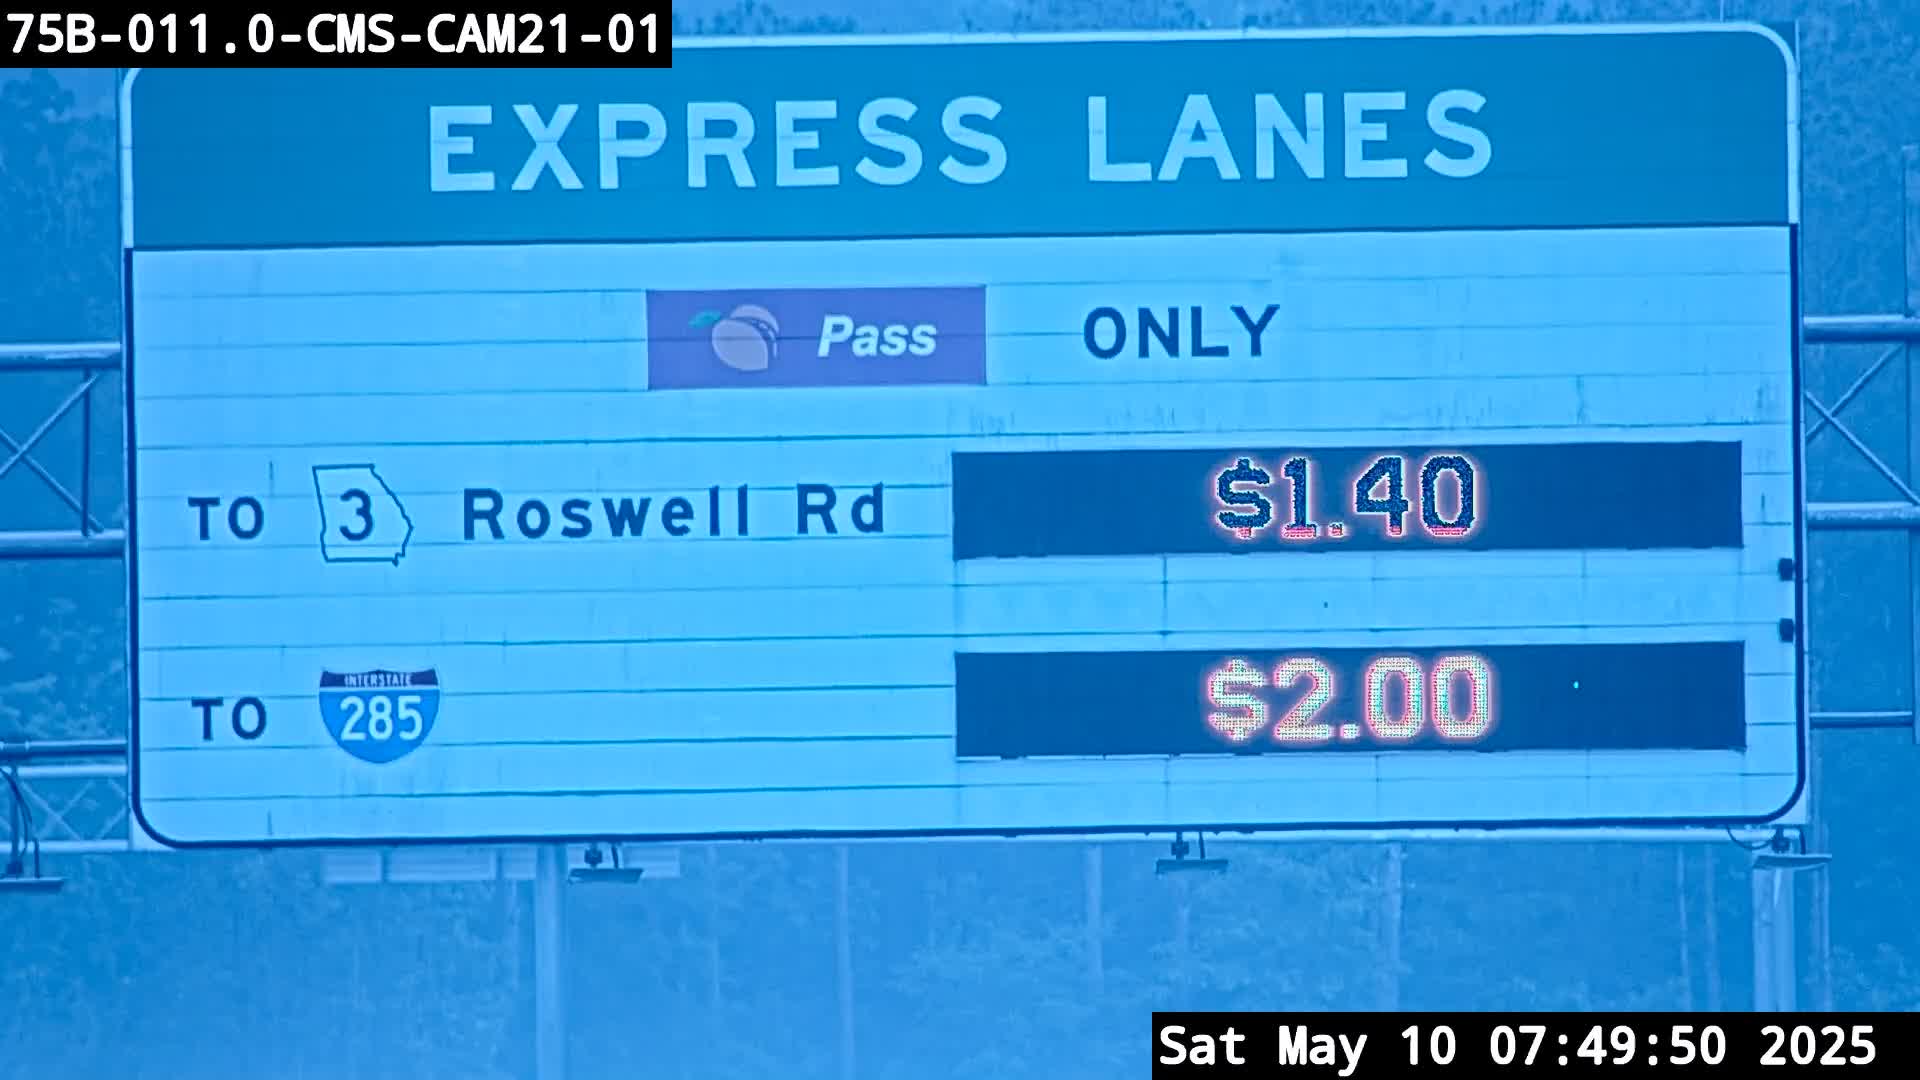 75B-011.0-CMS-CAM21-01
EXPRESS LANES
Pass ONLY
TO 3 Roswell Rd $1.40
INTERSTATE
TO 285 $2.00
Sat May 10 07:49:50 2025